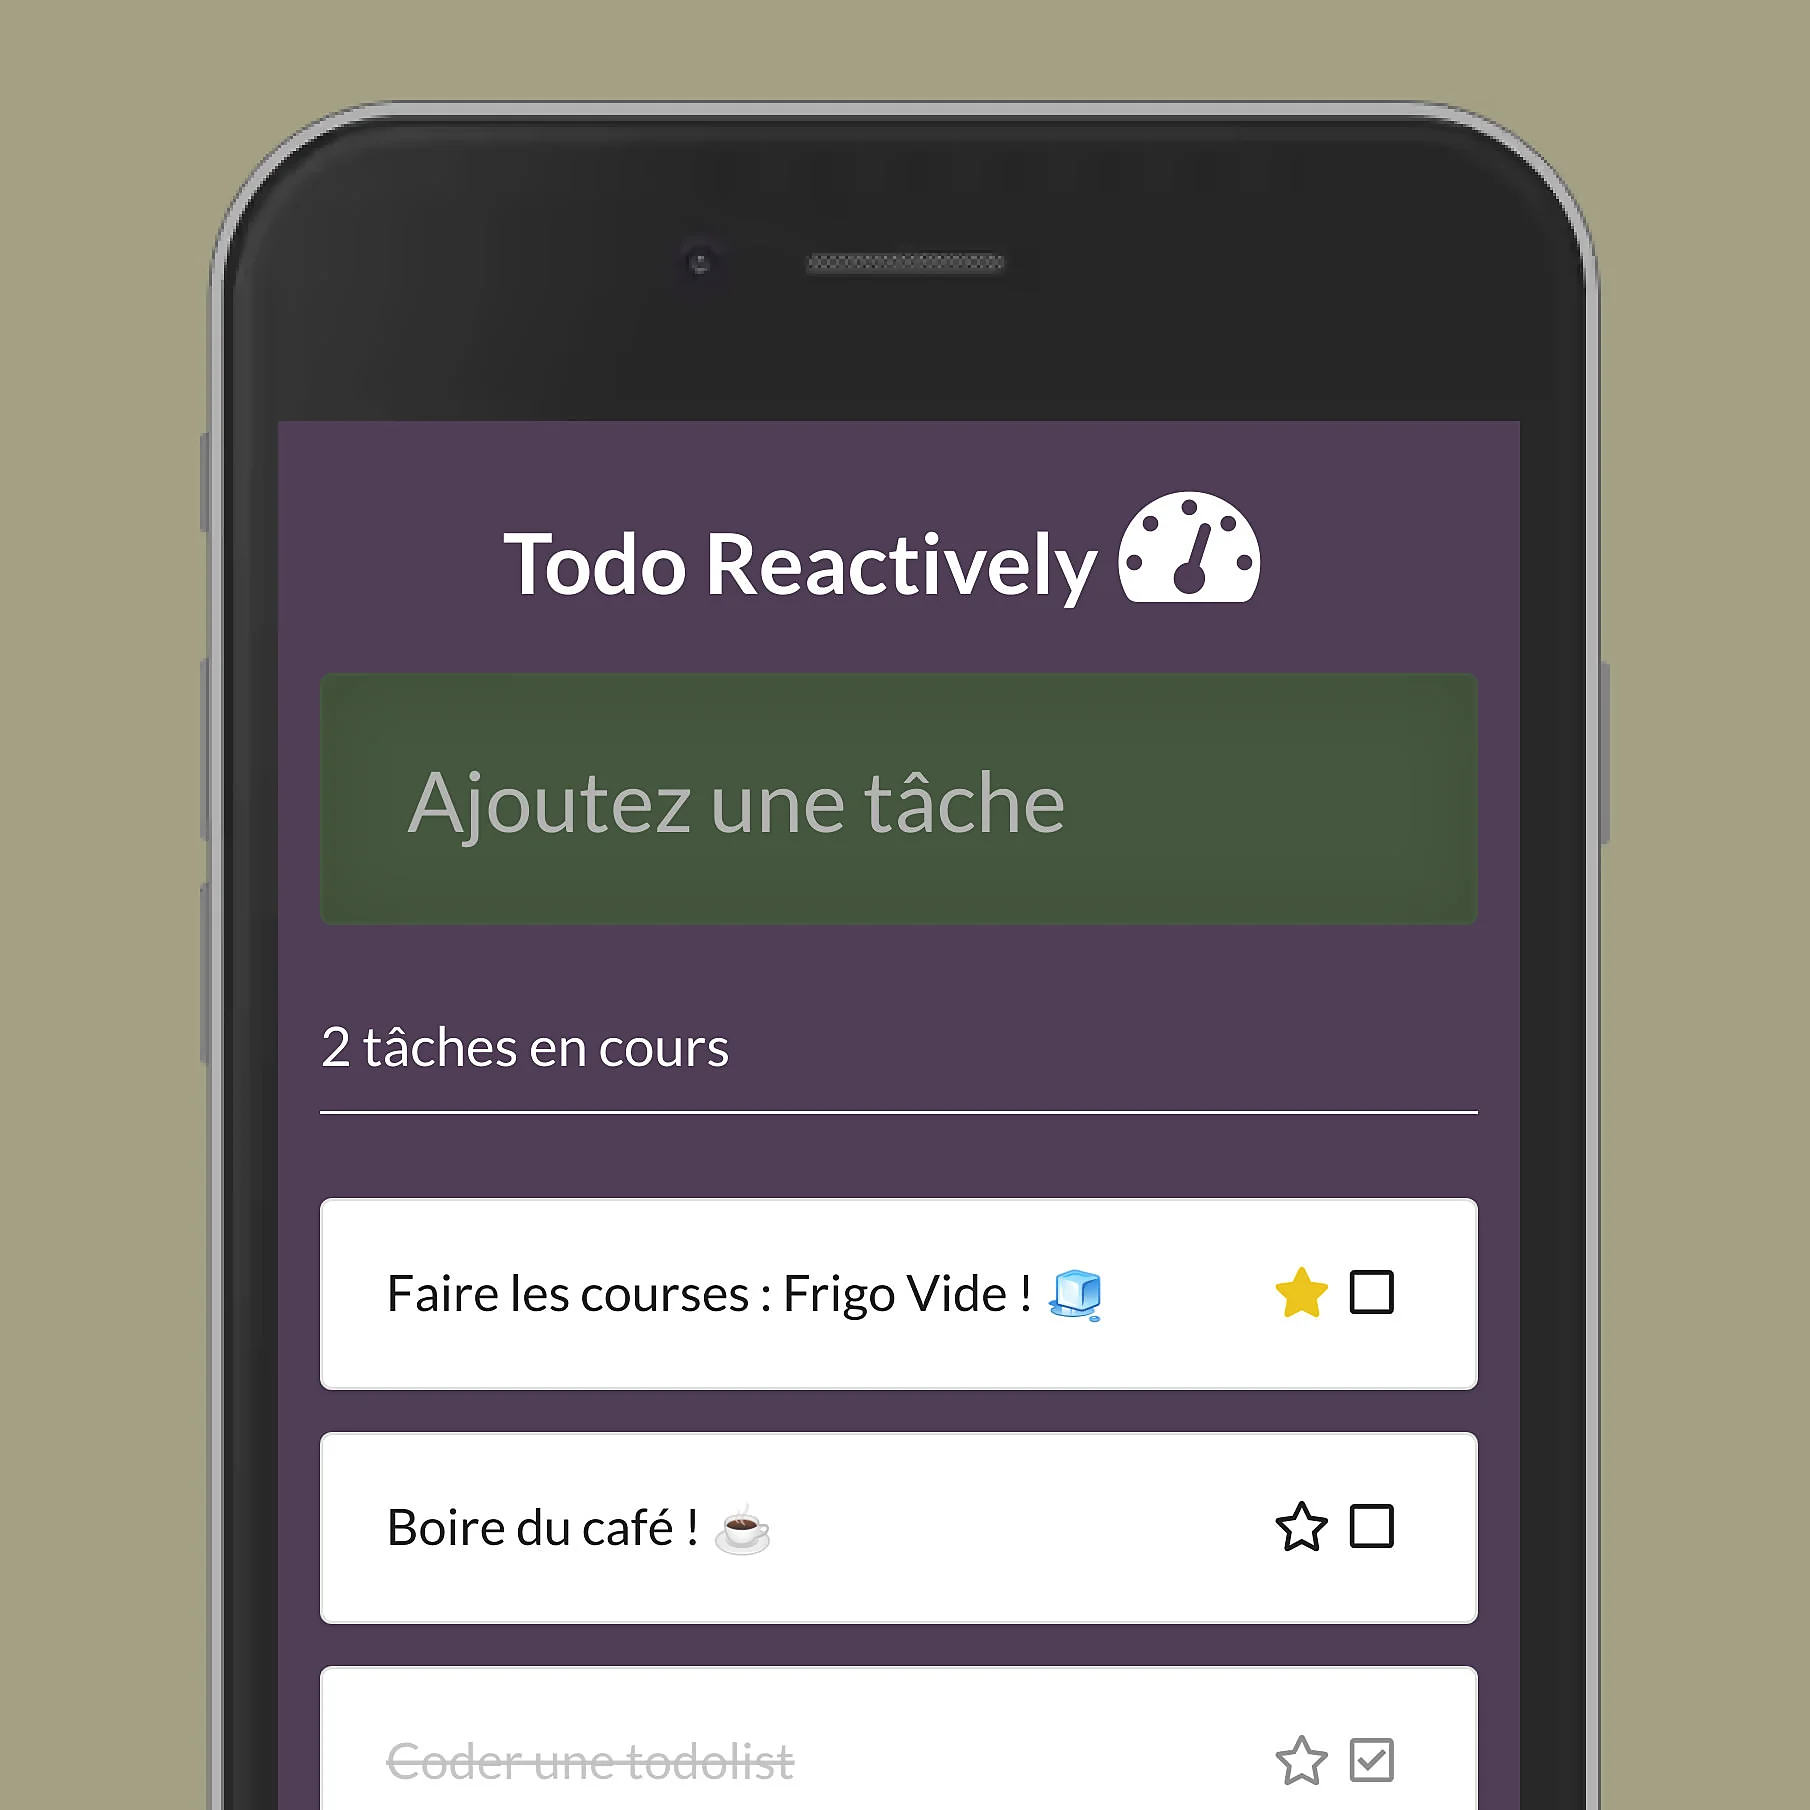 Todo Reactively
Ajoutez une tâche
2 tâches en cours
Faire les courses : Frigo Vide ! 🧊
Boire du café ! ☕
Coder une todolist